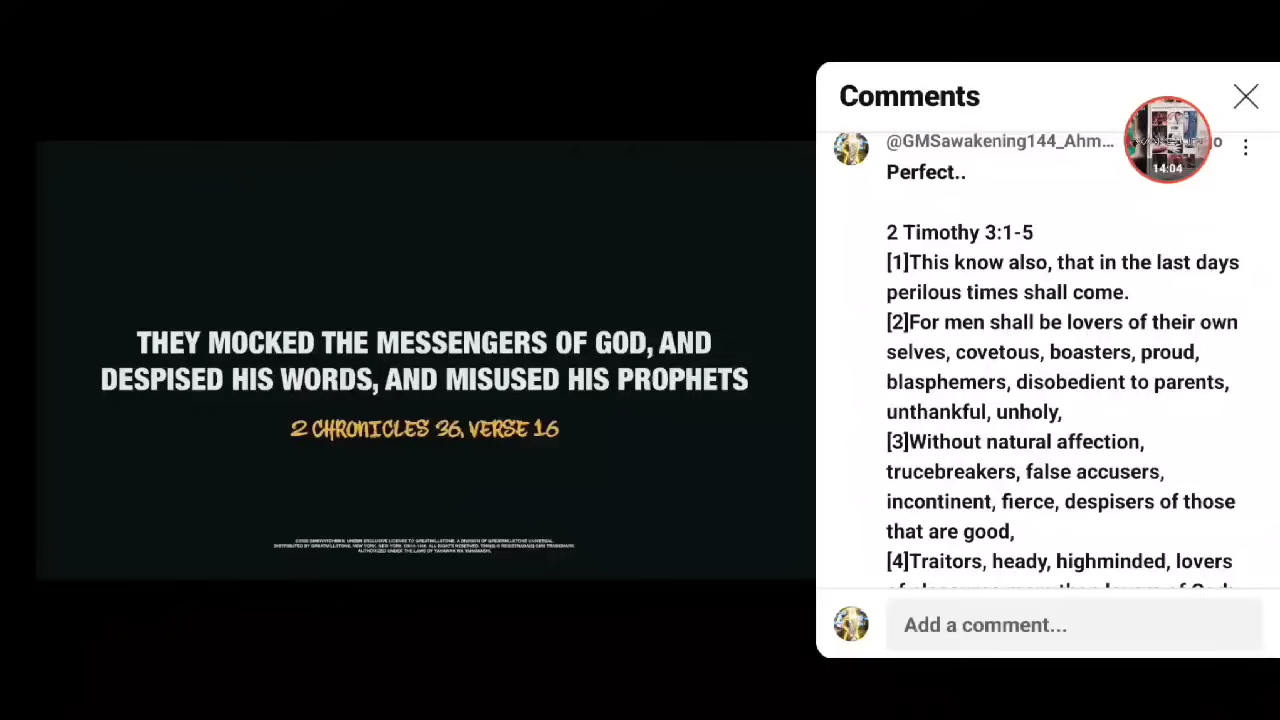 THEY MOCKED THE MESSENGERS OF GOD, AND
DESPISED HIS WORDS, AND MISUSED HIS PROPHETS
2 CHRONICLES 36, VERSE 16
Comments
@GMSawakening144_Ahm...
14:04
Perfect..
2 Timothy 3:1-5
[1]This know also, that in the last days
perilous times shall come.
[2]For men shall be lovers of their own
selves, covetous, boasters, proud,
blasphemers, disobedient to parents,
unthankful, unholy,
[3]Without natural affection,
trucebreakers, false accusers,
incontinent, fierce, despisers of those
that are good,
[4]Traitors, heady, highminded, lovers
Add a comment...